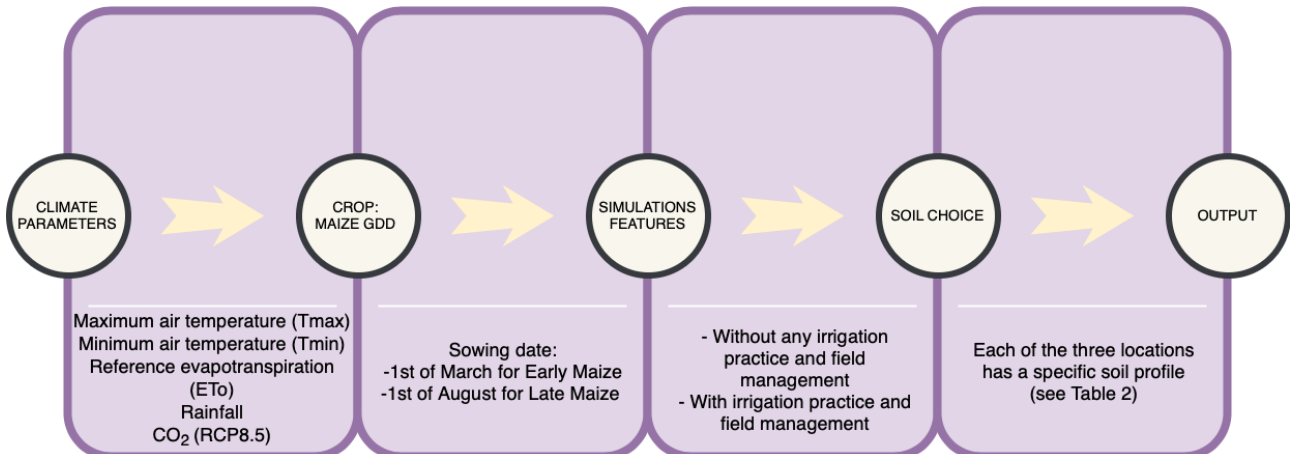 CLIMATE
PARAMETERS
CROP:
MAIZE GDD
SIMULATIONS
FEATURES
SOIL CHOICE
OUTPUT
Maximum air temperature (Tmax)
Minimum air temperature (Tmin)
Reference evapotranspiration
(ETo)
Rainfall
CO₂ (RCP8.5)
Sowing date:
-1st of March for Early Maize
-1st of August for Late Maize
- Without any irrigation
practice and field
management
- With irrigation practice and
field management
Each of the three locations
has a specific soil profile
(see Table 2)